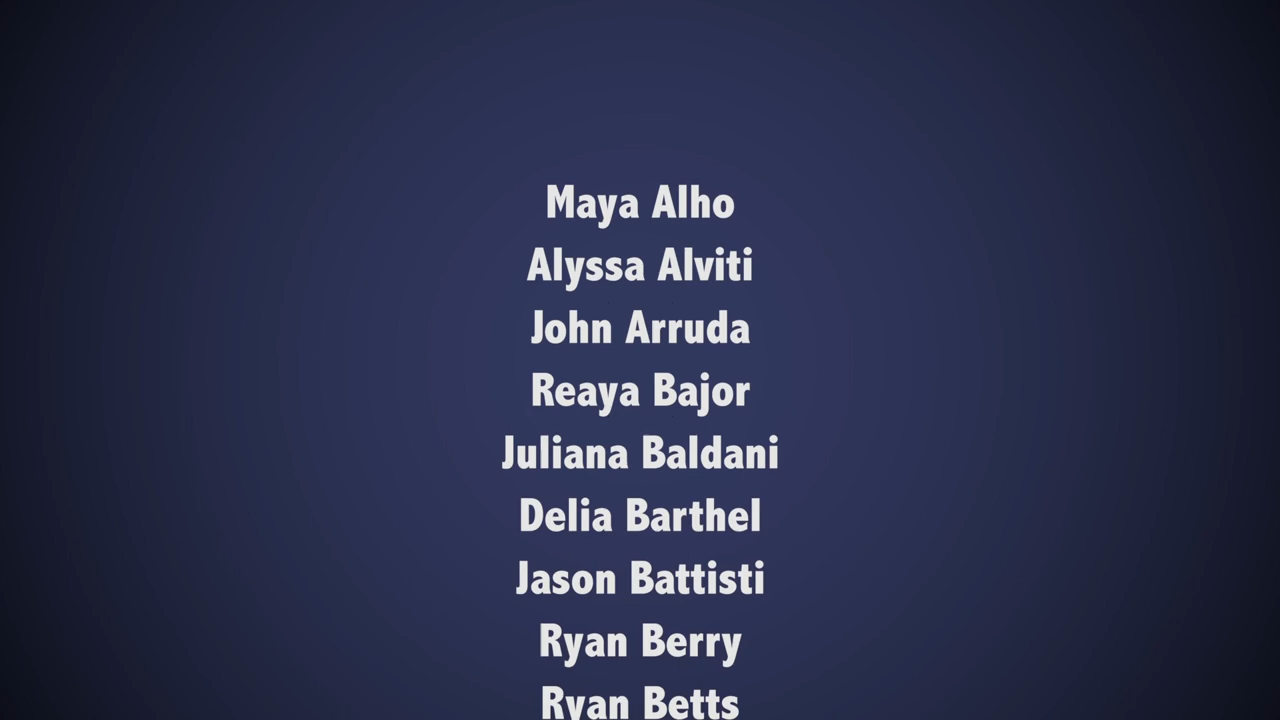 Maya Alho
Alyssa Alviti
John Arruda
Reaya Bajor
Juliana Baldani
Delia Barthel
Jason Battisti
Ryan Berry
Ryan Betts